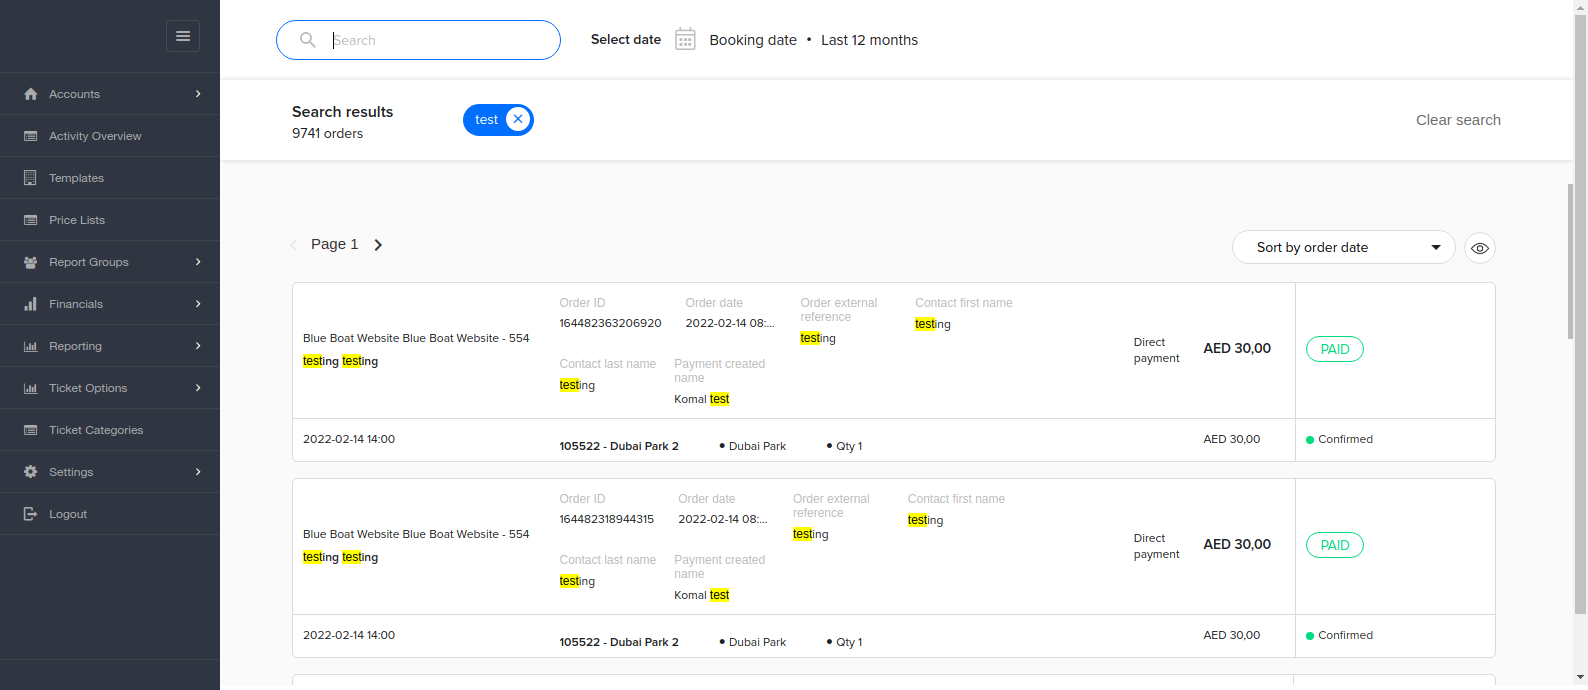 Search
Select date
Booking date • Last 12 months
Accounts
Activity Overview
Templates
Price Lists
Report Groups
Financials
Reporting
Ticket Options
Ticket Categories
Settings
Logout
Search results
9741 orders
test
Clear search
Page 1
Sort by order date
Blue Boat Website Blue Boat Website - 554
testing testing
Order ID
164482363206920
Order date
2022-02-14 08:...
Order external
reference
testing
Contact first name
testing
Contact last name
testing
Payment created
name
Komal test
Direct
payment
AED 30,00
PAID
2022-02-14 14:00
105522 - Dubai Park 2
• Dubai Park
• Qty 1
AED 30,00
Confirmed
Blue Boat Website Blue Boat Website - 554
testing testing
Order ID
164482318944315
Order date
2022-02-14 08:...
Order external
reference
testing
Contact first name
testing
Contact last name
testing
Payment created
name
Komal test
Direct
payment
AED 30,00
PAID
2022-02-14 14:00
105522 - Dubai Park 2
• Dubai Park
• Qty 1
AED 30,00
Confirmed